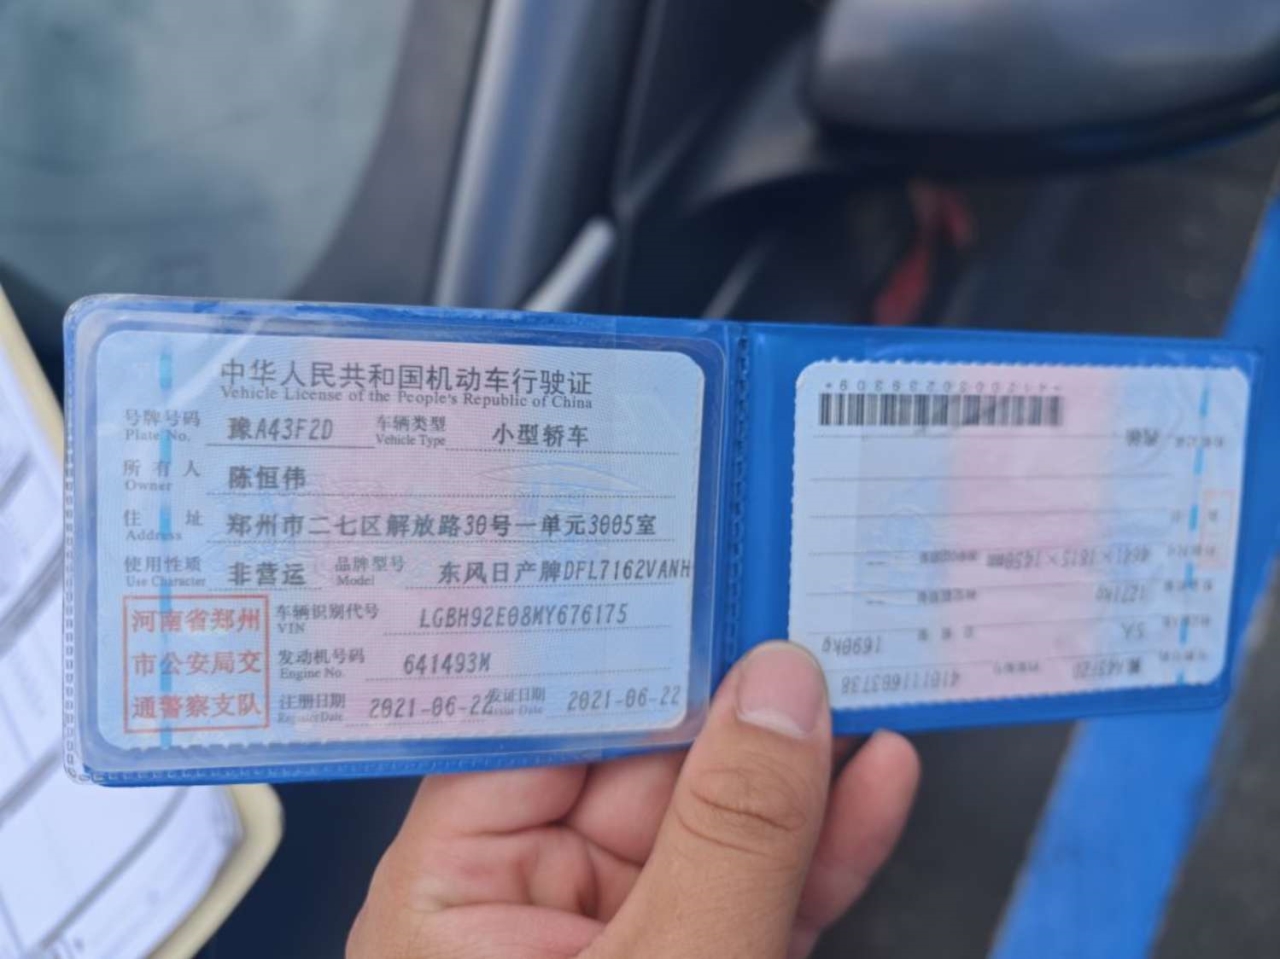 中华人民共和国机动车行驶证
Vehicle License of the People's Republic of China
号牌号码 豫A43F2D 车辆类型 小型轿车
Plate No. Vehicle Type
所有人 陈恒伟
Owner
住址 郑州市二七区解放路30号一单元3005室
Address
使用性质 非营运 品牌型号 东风日产牌DFL7162VANH
Use Character Model
河南省郑州
市公安局交
通警察支队
车辆识别代号 LGBH92E08MY676175
VIN
发动机号码 641493M
Engine No.
注册日期 2021-06-22 发证日期 2021-06-22
Register Date Issue Date
1690kg
410111663738